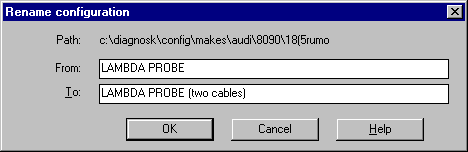 Rename configuration
Path: c:\diagnosk\config\makes\audi\8090\18(5rumo
From: LAMBDA PROBE
To: LAMBDA PROBE (two cables)
OK Cancel Help